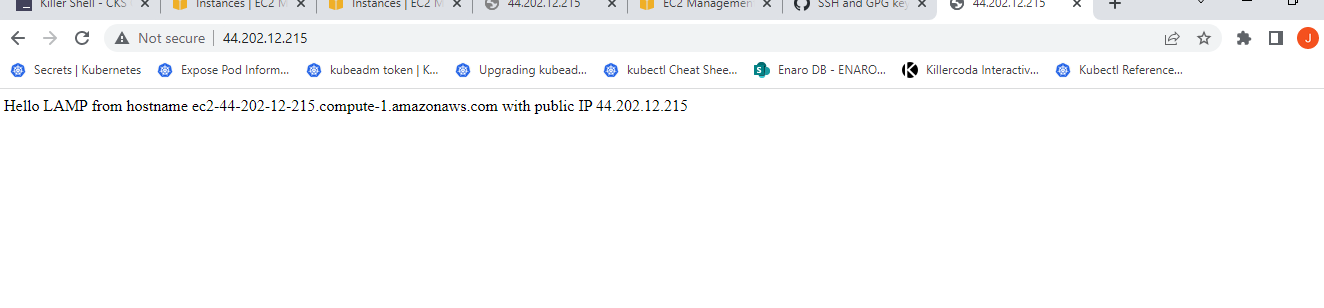 Killer Shell - CKS
Instances | EC2 M
Instances | EC2 M
44.202.12.215
EC2 Managemen
SSH and GPG key
44.202.12.215
Not secure
44.202.12.215
J
Secrets | Kubernetes
Expose Pod Inform...
kubeadm token | K...
Upgrading kubead...
kubectl Cheat Shee...
Enaro DB - ENARO...
Killercoda Interactiv...
Kubectl Reference...
Hello LAMP from hostname ec2-44-202-12-215.compute-1.amazonaws.com with public IP 44.202.12.215